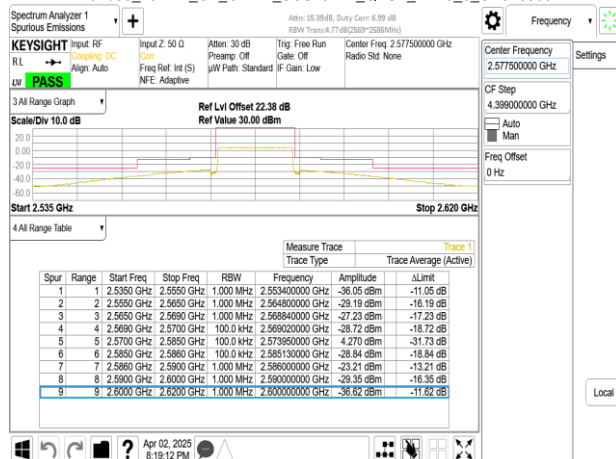 Spectrum Analyzer 1
Spurious Emissions
Attn: 15.89dB, Duty Corr: 6.99 dB
RBW Trans:4.77dB(2569~2586MHz)
Frequency
KEYSIGHT
RL
LXI PASS
Input: RF
Coupling: DC
Align: Auto
Input Z: 50 Ω
Corr
Freq Ref: Int (S)
NFE: Adaptive
Atten: 30 dB
Preamp: Off
µW Path: Standard
Trig: Free Run
Gate: Off
IF Gain: Low
Center Freq: 2.577500000 GHz
Radio Std: None
Center Frequency
2.577500000 GHz
Settings
CF Step
4.399000000 GHz
Auto
Man
Freq Offset
0 Hz
3 All Range Graph
Scale/Div 10.0 dB
Ref Lvl Offset 22.38 dB
Ref Value 30.00 dBm
20.0
0.00
-20.0
-40.0
-60.0
Start 2.535 GHz
Stop 2.620 GHz
4 All Range Table
Measure Trace Trace 1
Trace Type Trace Average (Active)
Spur Range Start Freq Stop Freq RBW Frequency Amplitude ΔLimit
1 1 2.5350 GHz 2.5550 GHz 1.000 MHz 2.553400000 GHz -36.05 dBm -11.05 dB
2 2 2.5550 GHz 2.5650 GHz 1.000 MHz 2.564800000 GHz -29.19 dBm -16.19 dB
3 3 2.5650 GHz 2.5690 GHz 1.000 MHz 2.568840000 GHz -27.23 dBm -17.23 dB
4 4 2.5690 GHz 2.5700 GHz 100.0 kHz 2.569020000 GHz -28.72 dBm -18.72 dB
5 5 2.5700 GHz 2.5850 GHz 100.0 kHz 2.573950000 GHz 4.270 dBm -31.73 dB
6 6 2.5850 GHz 2.5860 GHz 100.0 kHz 2.585130000 GHz -28.84 dBm -18.84 dB
7 7 2.5860 GHz 2.5900 GHz 1.000 MHz 2.586000000 GHz -23.21 dBm -13.21 dB
8 8 2.5900 GHz 2.6000 GHz 1.000 MHz 2.590000000 GHz -29.35 dBm -16.35 dB
9 9 2.6000 GHz 2.6200 GHz 1.000 MHz 2.600000000 GHz -36.62 dBm -11.62 dB
Local
Apr 02, 2025
8:19:12 PM